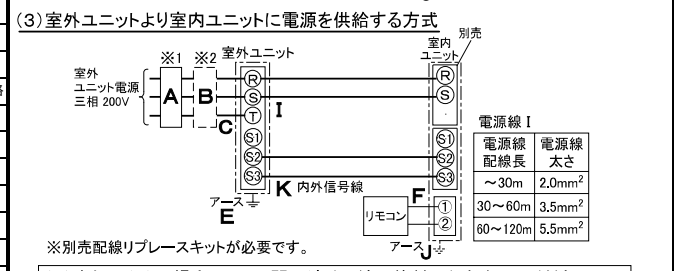 (3)室外ユニットより室内ユニットに電源を供給する方式
※1 ※2 室外ユニット
室内
ユニット
別売
室外
ユニット電源
三相 200V
A
B
C
R
S
T
S1
S2
S3
I
R
S
S1
S2
S3
K 内外信号線
アース
E
リモコン
F
①
②
アース
J
電源線 I
電源線
配線長
電源線
太さ
~30m 2.0mm²
30~60m 3.5mm²
60~120m 5.5mm²
※別売配線リプレースキットが必要です。